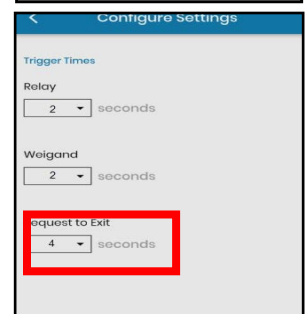 Configure Settings
Trigger Times
Relay
2 seconds
Weigand
2 seconds
equest to Exit
4 seconds